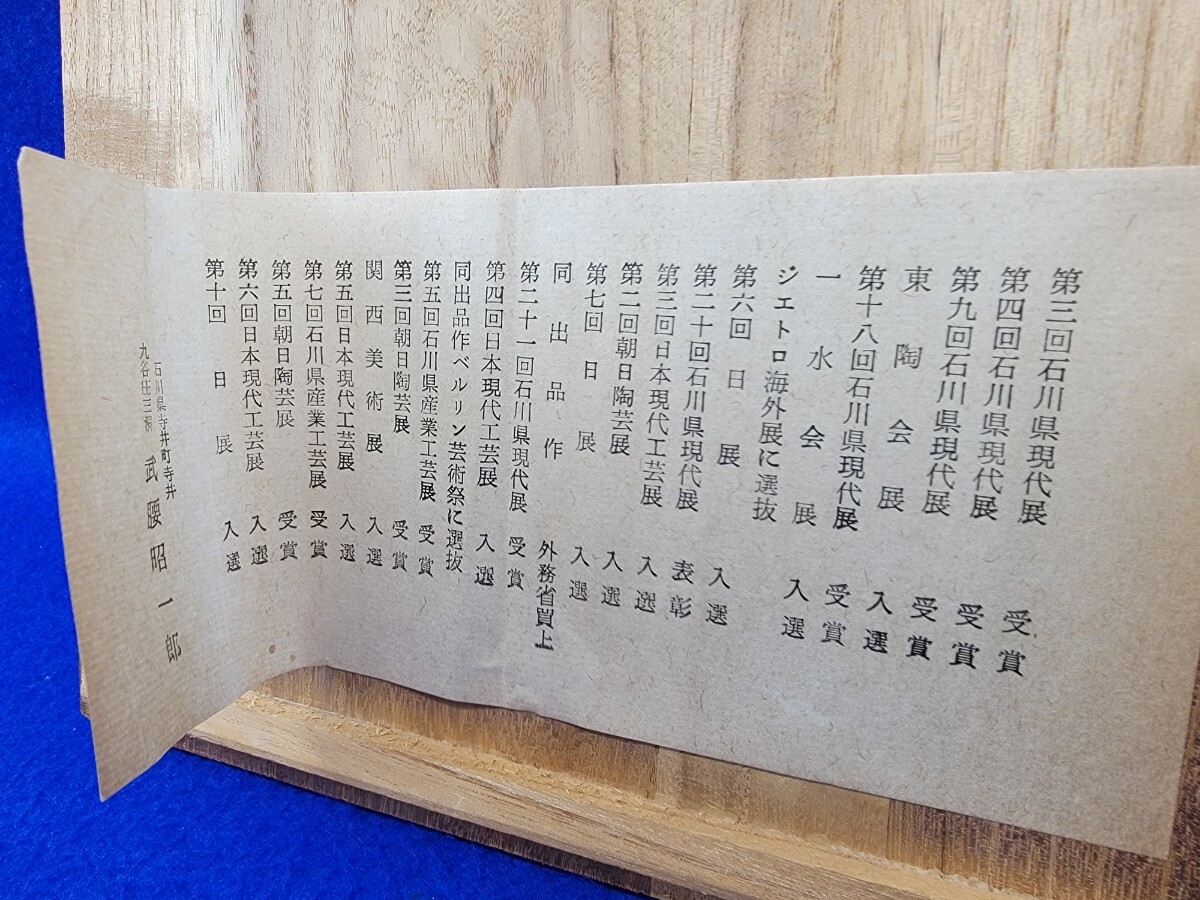 第三回石川県現代展 受賞
第四回石川県現代展 受賞
第九回石川県現代展 受賞
東陶会展 入選
第十八回石川県現代展 受賞
一水会展 入選
ジエトロ海外展に選抜
第六回日展 入選
第二十回石川県現代展 表彰
第三回日本現代工芸展 入選
第二回朝日陶芸展 入選
第七回日展 入選
同出品作 外務省買上
第二十一回石川県現代展 受賞
第四回日本現代工芸展 入選
同出品作ベルリン芸術祭に選抜
第五回石川県産業工芸展 受賞
第三回朝日陶芸展 受賞
関西美術展 入選
第五回日本現代工芸展 入選
第七回石川県産業工芸展 受賞
第五回朝日陶芸展 受賞
第六回日本現代工芸展 入選
第十回日展 入選
石川県寺井町寺井
九谷庄三洞 武腰昭一郎